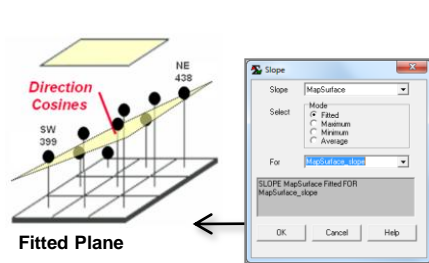 NE
438
Direction
Cosines
SW
399
Fitted Plane
Slope
Slope MapSurface
Select Mode
Fitted
Maximum
Minimum
Average
For MapSurface_slope
SLOPE MapSurface Fitted FOR
MapSurface_slope
OK Cancel Help